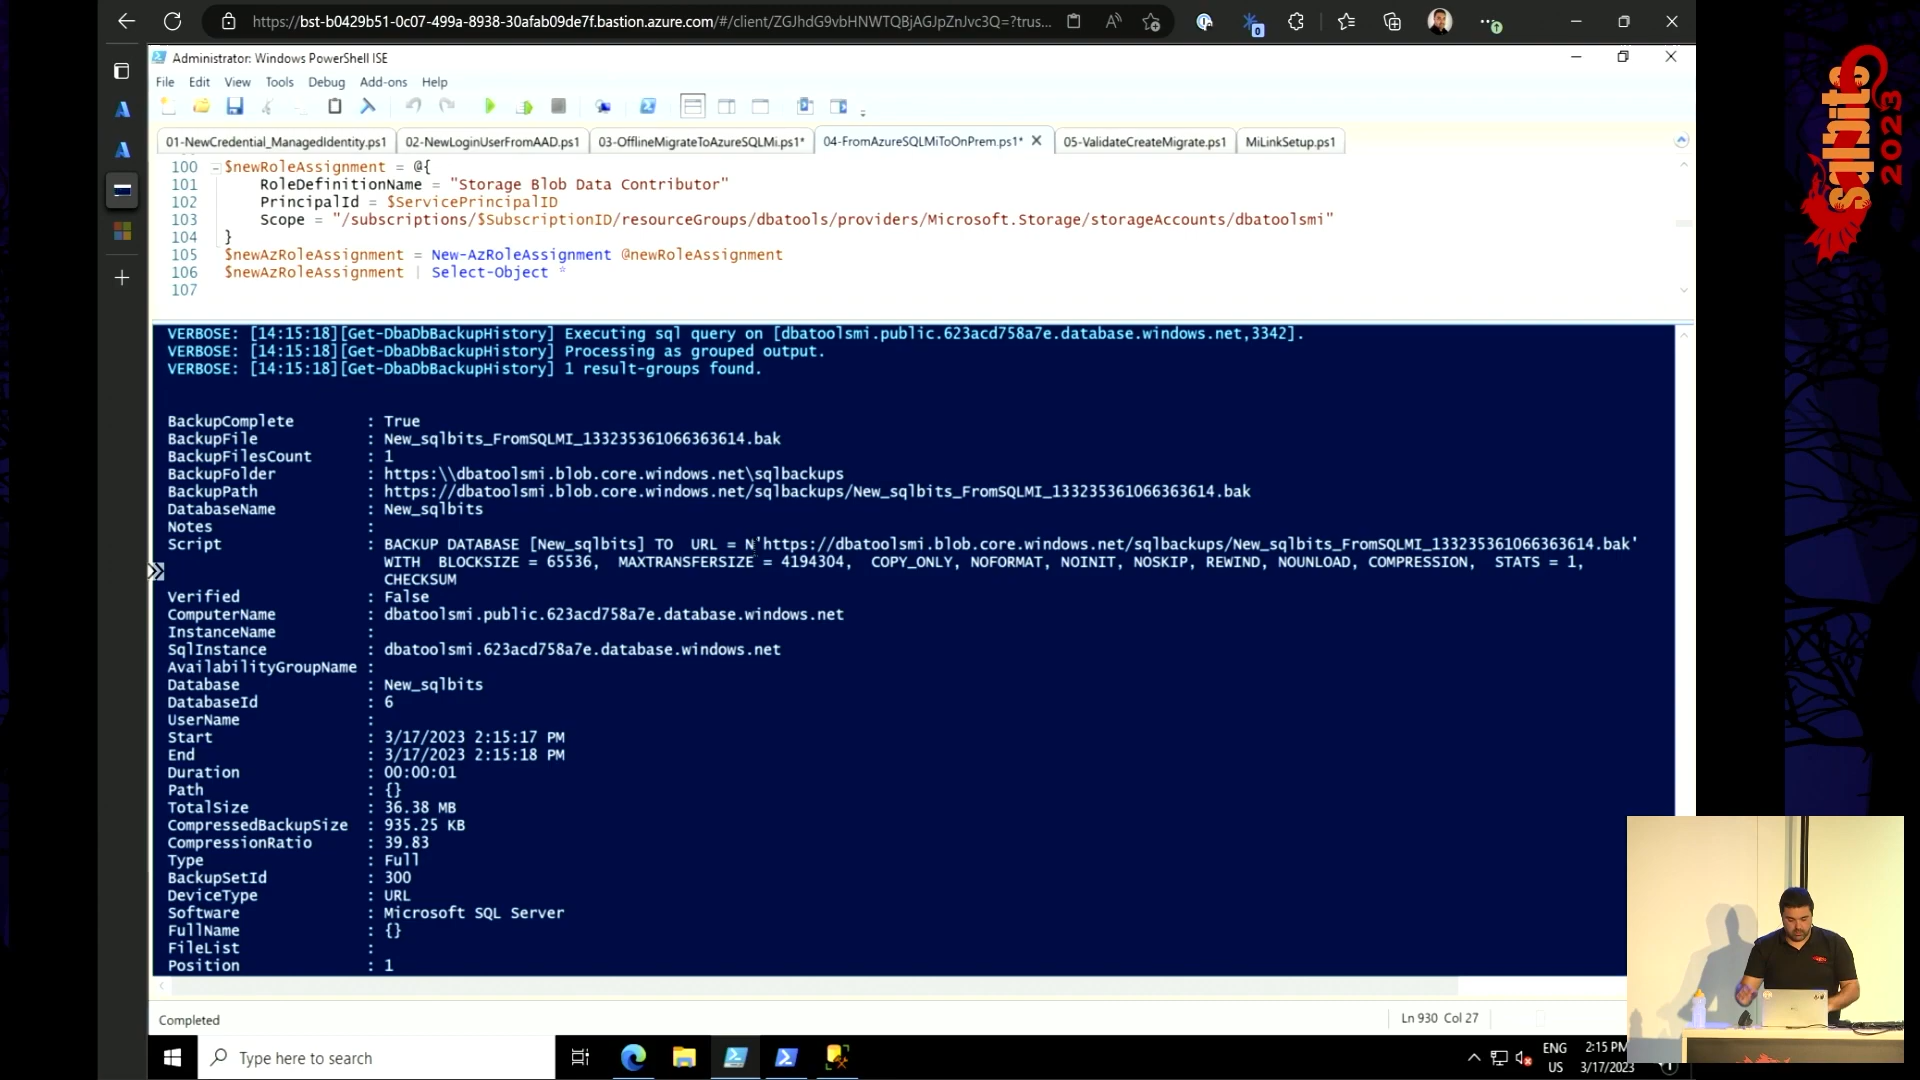 https://bst-b0429b51-0c07-499a-8938-30afab09de7f.bastion.azure.com/#/client/ZGJhdG9vbHNWTQBjAGJpZnJvc3Q=?trus...
0
Administrator: Windows PowerShell ISE
File Edit View Tools Debug Add-ons Help
01-NewCredential_ManagedIdentity.ps1 02-NewLoginUserFromAAD.ps1 03-OfflineMigrateToAzureSQLMi.ps1* 04-FromAzureSQLMiToOnPrem.ps1* 05-ValidateCreateMigrate.ps1 MiLinkSetup.ps1
100 $newRoleAssignment = @{
101 RoleDefinitionName = "Storage Blob Data Contributor"
102 PrincipalId = $ServicePrincipalID
103 Scope = "/subscriptions/$SubscriptionID/resourceGroups/dbatools/providers/Microsoft.Storage/storageAccounts/dbatoolsmi"
104 }
105 $newAzRoleAssignment = New-AzRoleAssignment @newRoleAssignment
106 $newAzRoleAssignment | Select-Object *
107
VERBOSE: [14:15:18][Get-DbaDbBackupHistory] Executing sql query on [dbatoolsmi.public.623acd758a7e.database.windows.net,3342].
VERBOSE: [14:15:18][Get-DbaDbBackupHistory] Processing as grouped output.
VERBOSE: [14:15:18][Get-DbaDbBackupHistory] 1 result-groups found.
BackupComplete : True
BackupFile : New_sqlbits_FromSQLMI_133235361066363614.bak
BackupFilesCount : 1
BackupFolder : https:\\dbatoolsmi.blob.core.windows.net\sqlbackups
BackupPath : https://dbatoolsmi.blob.core.windows.net/sqlbackups/New_sqlbits_FromSQLMI_133235361066363614.bak
DatabaseName : New_sqlbits
Notes :
Script : BACKUP DATABASE [New_sqlbits] TO URL = N'https://dbatoolsmi.blob.core.windows.net/sqlbackups/New_sqlbits_FromSQLMI_133235361066363614.bak'
WITH BLOCKSIZE = 65536, MAXTRANSFERSIZE = 4194304, COPY_ONLY, NOFORMAT, NOINIT, NOSKIP, REWIND, NOUNLOAD, COMPRESSION, STATS = 1,
CHECKSUM
Verified : False
ComputerName : dbatoolsmi.public.623acd758a7e.database.windows.net
InstanceName :
SqlInstance : dbatoolsmi.623acd758a7e.database.windows.net
AvailabilityGroupName :
Database : New_sqlbits
DatabaseId : 6
UserName :
Start : 3/17/2023 2:15:17 PM
End : 3/17/2023 2:15:18 PM
Duration : 00:00:01
Path : {}
TotalSize : 36.38 MB
CompressedBackupSize : 935.25 KB
CompressionRatio : 39.83
Type : Full
BackupSetId : 300
DeviceType : URL
Software : Microsoft SQL Server
FullName : {}
FileList :
Position : 1
Completed
Ln 930 Col 27
Type here to search
ENG
US
2:15 PM
3/17/2023
sqlbits
2023